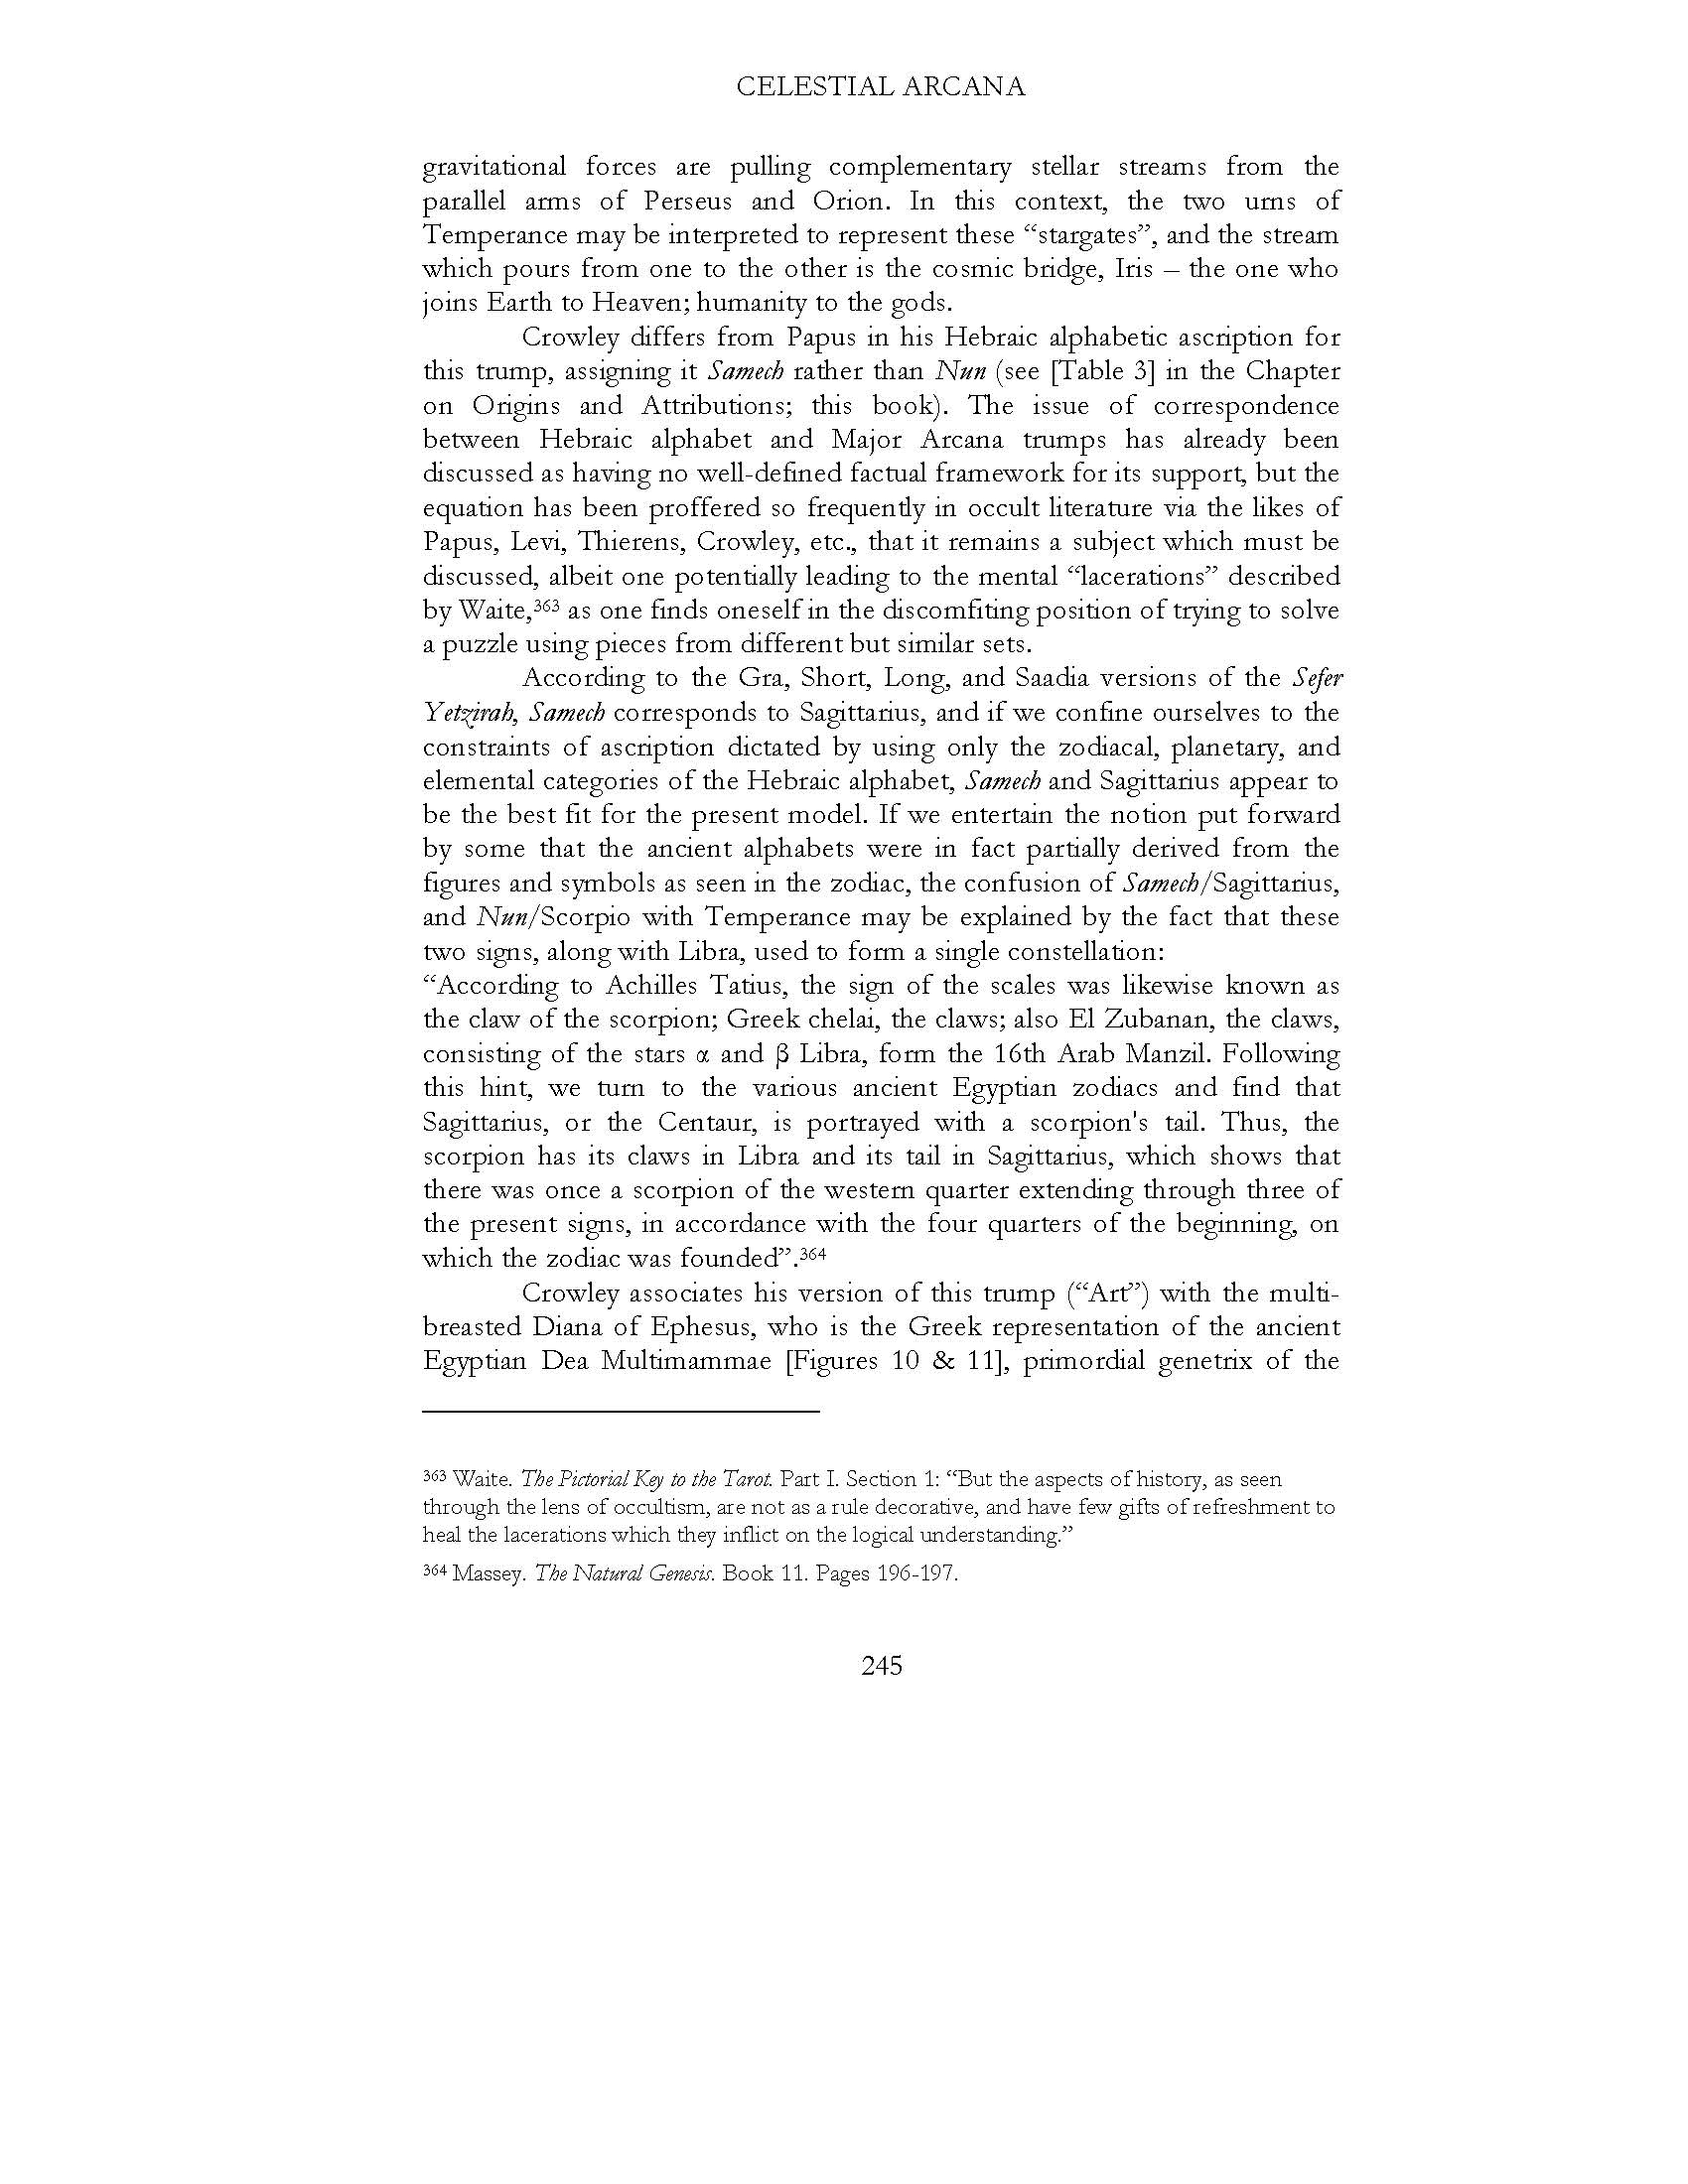 CELESTIAL ARCANA
gravitational forces are pulling complementary stellar streams from the
parallel arms of Perseus and Orion. In this context, the two urns of
Temperance may be interpreted to represent these “stargates”, and the stream
which pours from one to the other is the cosmic bridge, Iris – the one who
joins Earth to Heaven; humanity to the gods.
Crowley differs from Papus in his Hebraic alphabetic ascription for
this trump, assigning it Samech rather than Nun (see [Table 3] in the Chapter
on Origins and Attributions; this book). The issue of correspondence
between Hebraic alphabet and Major Arcana trumps has already been
discussed as having no well-defined factual framework for its support, but the
equation has been proffered so frequently in occult literature via the likes of
Papus, Levi, Thierens, Crowley, etc., that it remains a subject which must be
discussed, albeit one potentially leading to the mental “lacerations” described
by Waite,363 as one finds oneself in the discomfiting position of trying to solve
a puzzle using pieces from different but similar sets.
According to the Gra, Short, Long, and Saadia versions of the Sefer
Yetzirah, Samech corresponds to Sagittarius, and if we confine ourselves to the
constraints of ascription dictated by using only the zodiacal, planetary, and
elemental categories of the Hebraic alphabet, Samech and Sagittarius appear to
be the best fit for the present model. If we entertain the notion put forward
by some that the ancient alphabets were in fact partially derived from the
figures and symbols as seen in the zodiac, the confusion of Samech/Sagittarius,
and Nun/Scorpio with Temperance may be explained by the fact that these
two signs, along with Libra, used to form a single constellation:
“According to Achilles Tatius, the sign of the scales was likewise known as
the claw of the scorpion; Greek chelai, the claws; also El Zubanan, the claws,
consisting of the stars α and β Libra, form the 16th Arab Manzil. Following
this hint, we turn to the various ancient Egyptian zodiacs and find that
Sagittarius, or the Centaur, is portrayed with a scorpion's tail. Thus, the
scorpion has its claws in Libra and its tail in Sagittarius, which shows that
there was once a scorpion of the western quarter extending through three of
the present signs, in accordance with the four quarters of the beginning, on
which the zodiac was founded”.364
Crowley associates his version of this trump (“Art”) with the multi-
breasted Diana of Ephesus, who is the Greek representation of the ancient
Egyptian Dea Multimammae [Figures 10 & 11], primordial genetrix of the
363 Waite. The Pictorial Key to the Tarot. Part I. Section 1: “But the aspects of history, as seen
through the lens of occultism, are not as a rule decorative, and have few gifts of refreshment to
heal the lacerations which they inflict on the logical understanding.”
364 Massey. The Natural Genesis. Book 11. Pages 196-197.
245